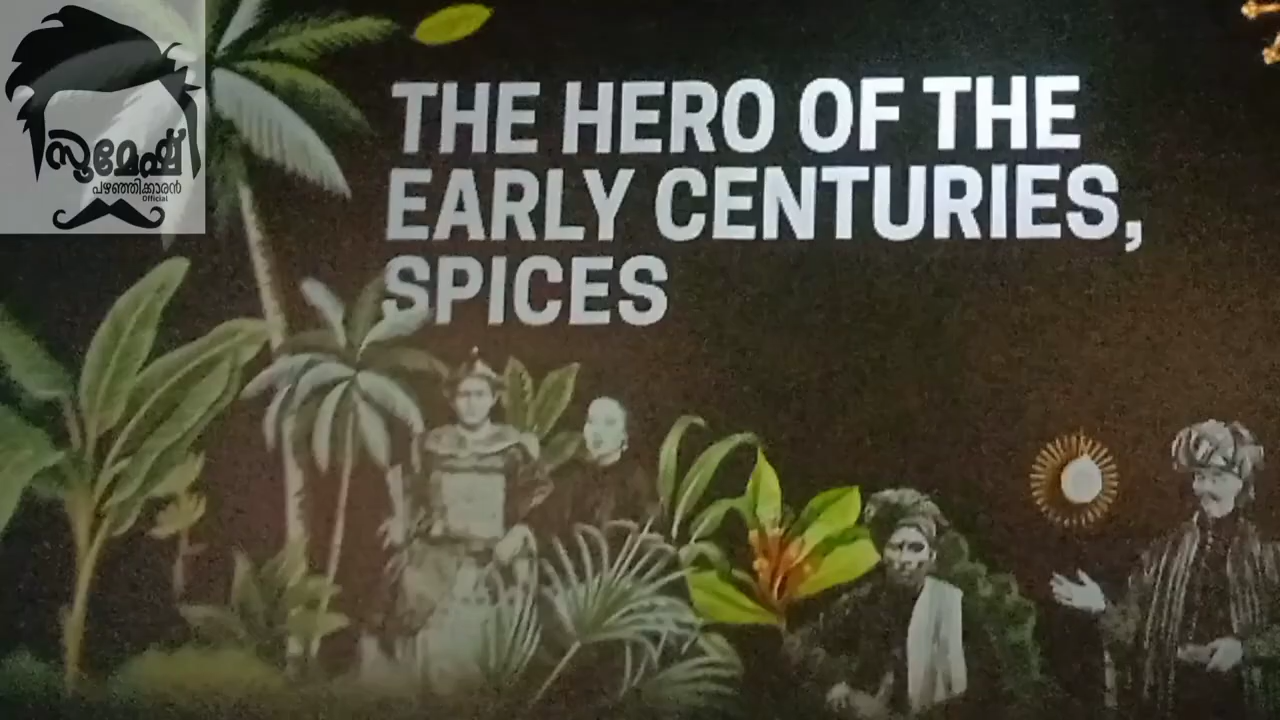 സുമേഷ്
പഴഞ്ഞിക്കാരൻ
Official
THE HERO OF THE
EARLY CENTURIES,
SPICES